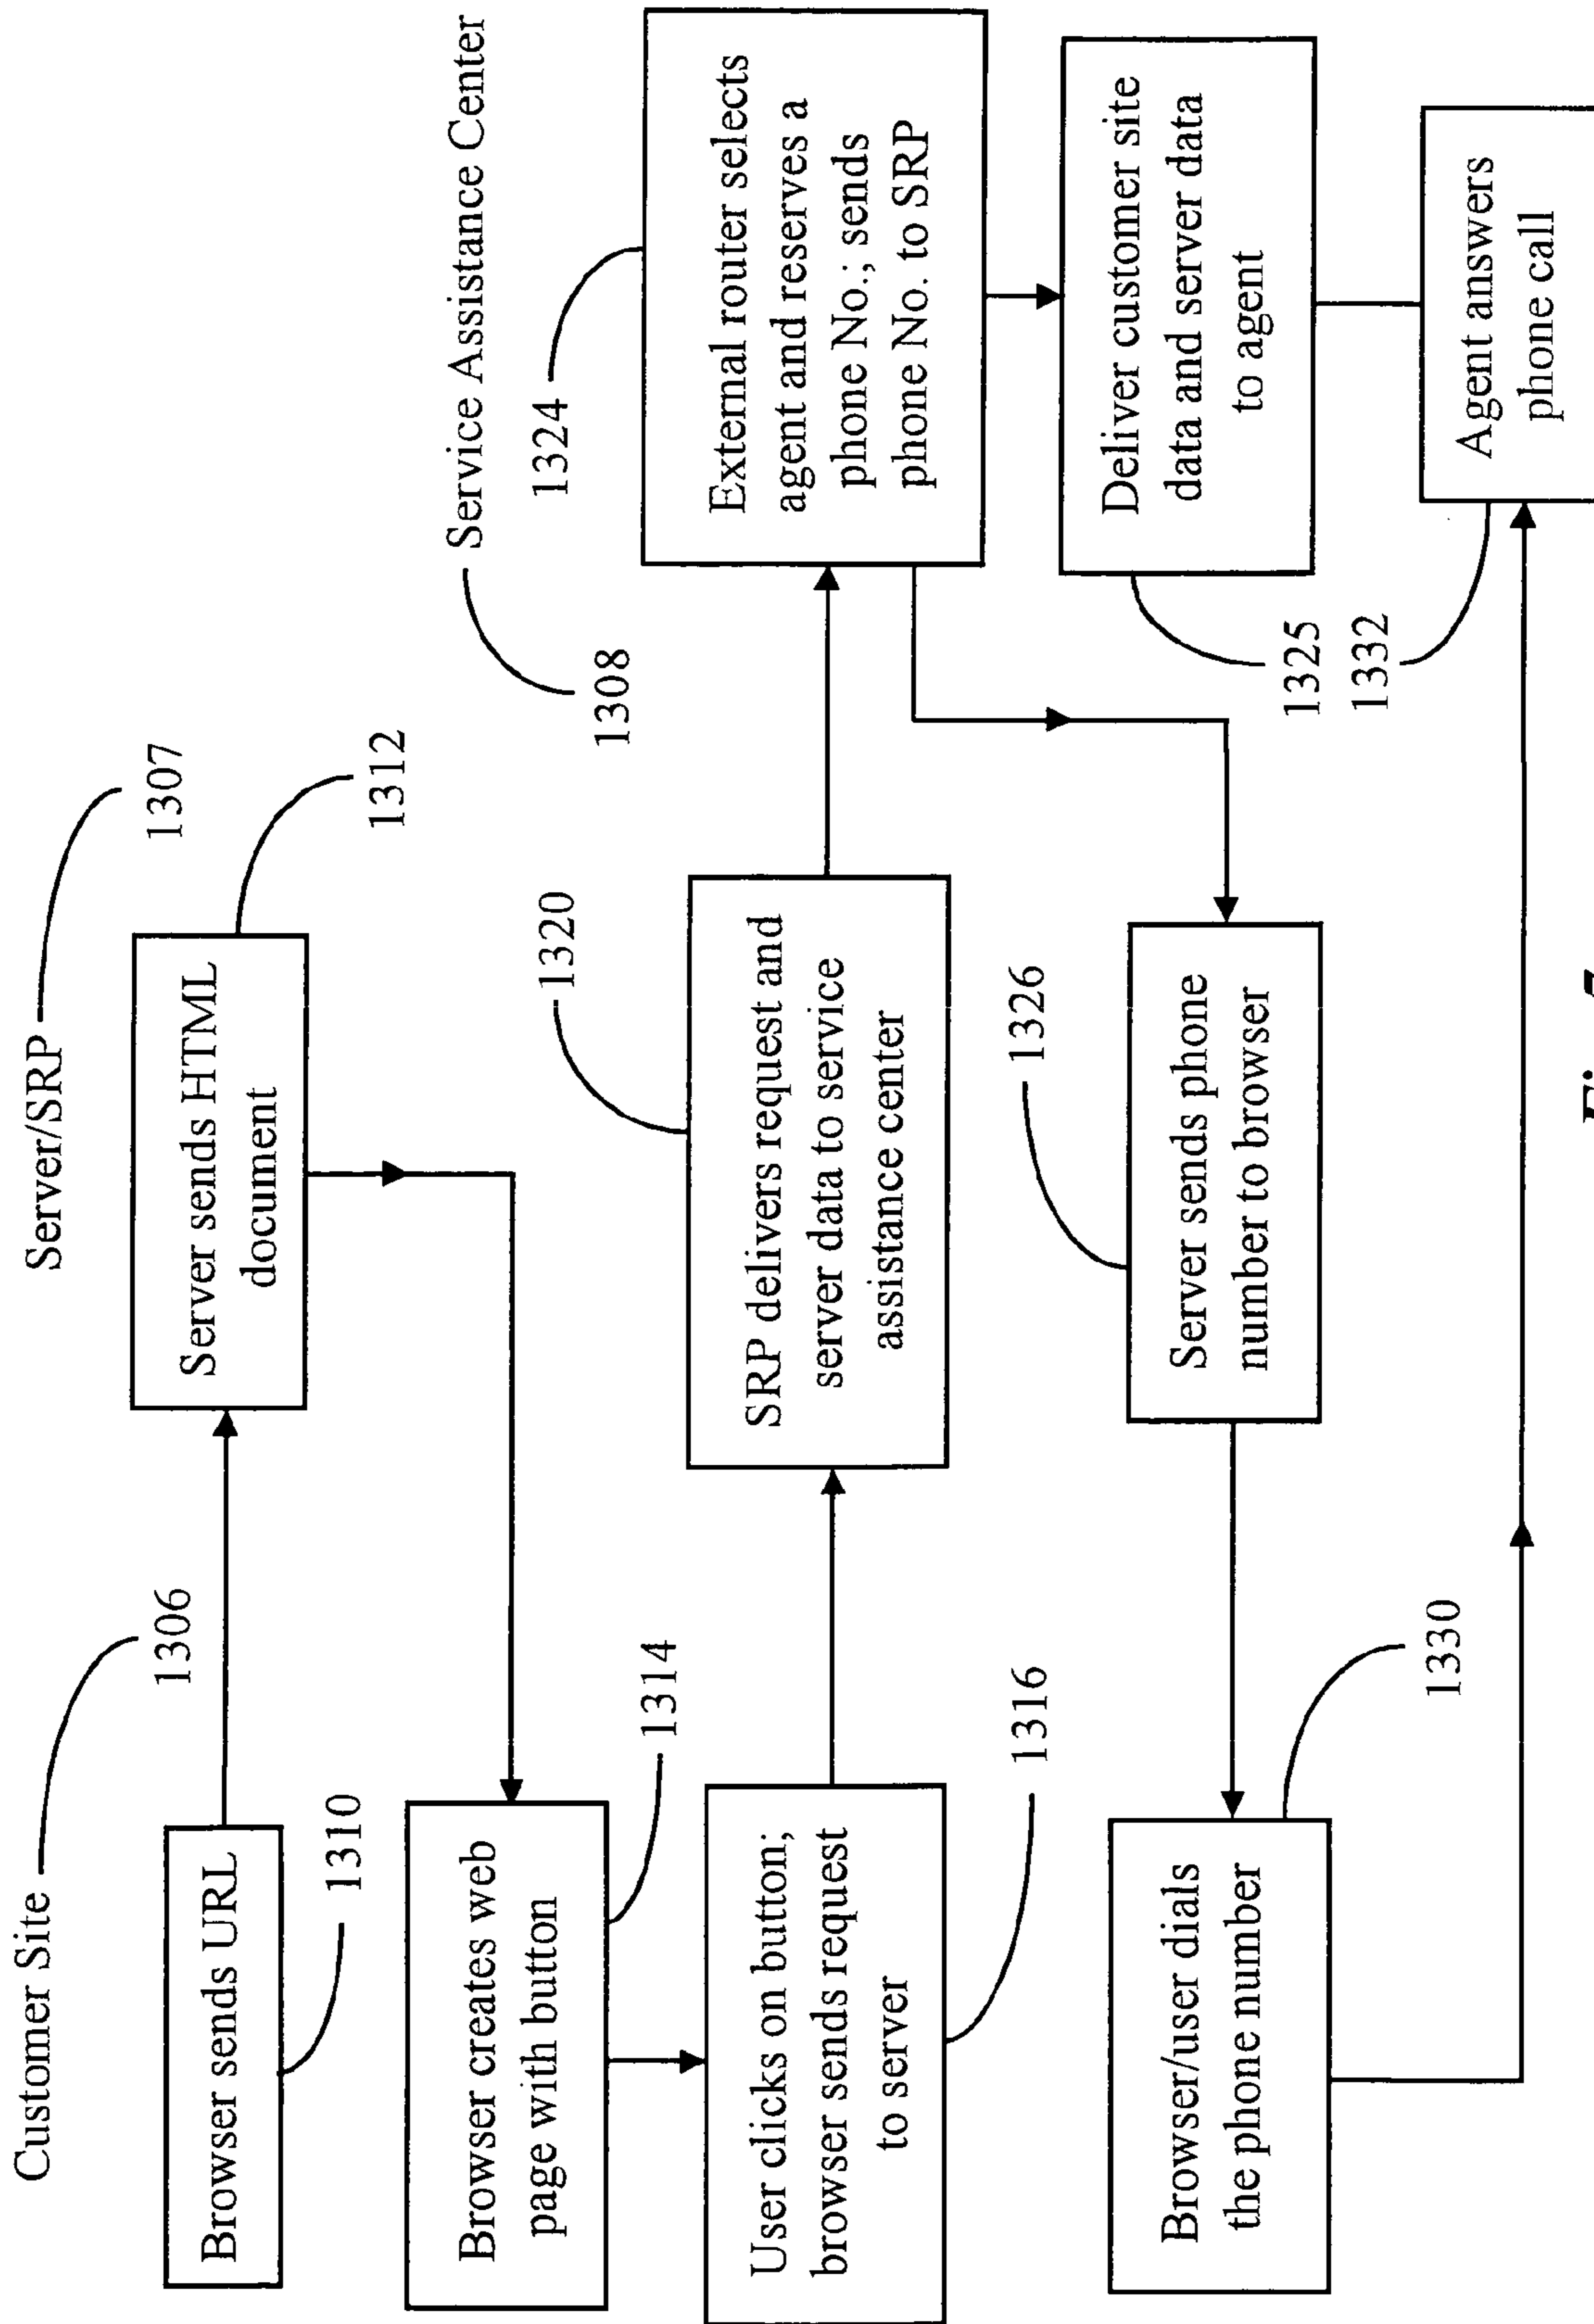 Customer Site
1306
Server/SRP
1307
Service Assistance Center
1308
Browser sends URL
1310
Server sends HTML
document
1312
Browser creates web
page with button
1314
User clicks on button;
browser sends request
to server
1316
SRP delivers request and
server data to service
assistance center
1320
External router selects
agent and reserves a
phone No.; sends
phone No. to SRP
1324
Deliver customer site
data and server data
to agent
1325
Server sends phone
number to browser
1326
Browser/user dials
the phone number
1330
Agent answers
phone call
1332